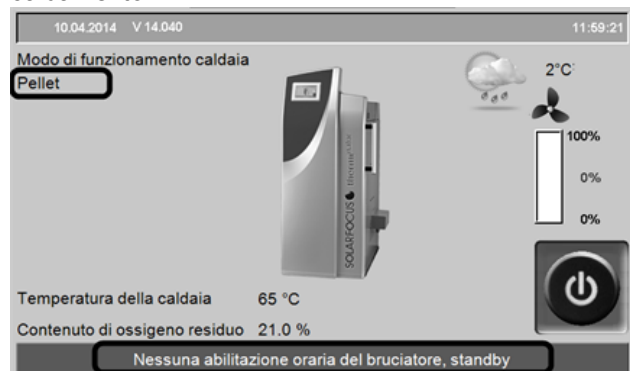 10.04.2014 V 14.040 11:59:21
Modo di funzionamento caldaia
Pellet
2°C
100%
0%
0%
SOLARFOCUS
Temperatura della caldaia 65 °C
Contenuto di ossigeno residuo 21.0 %
Nessuna abilitazione oraria del bruciatore, standby